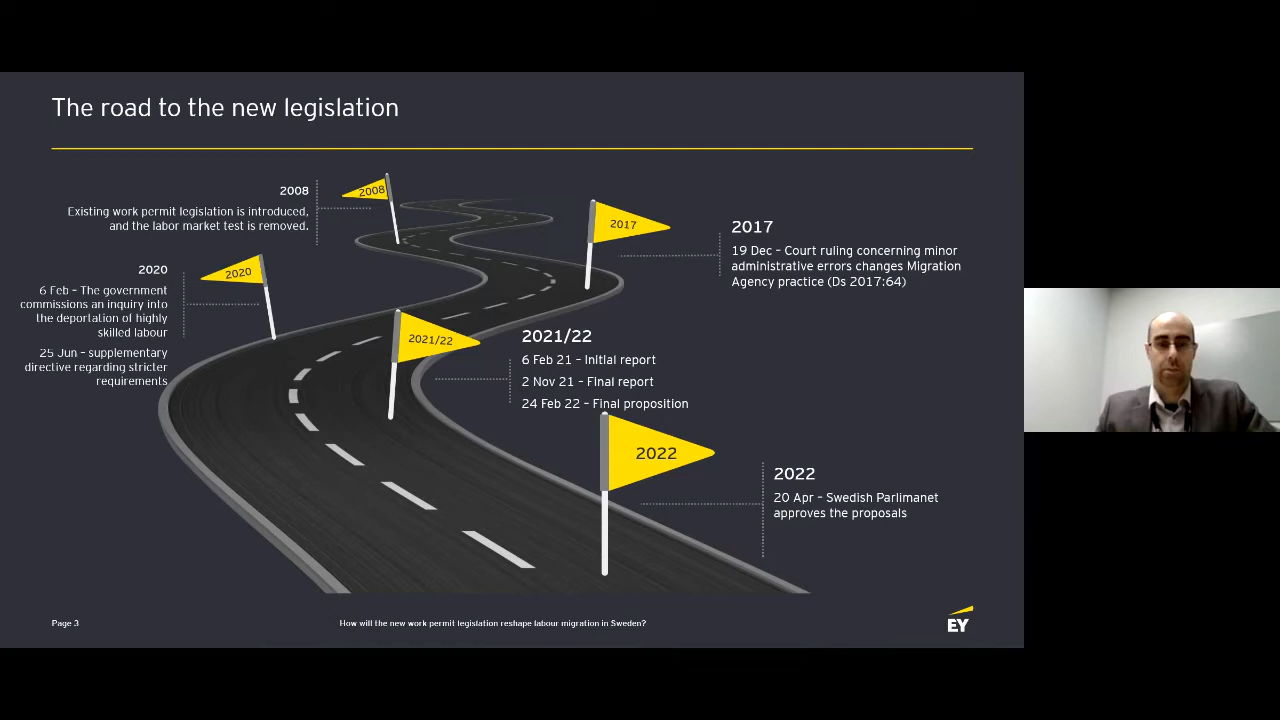 The road to the new legislation
2008
Existing work permit legislation is introduced,
and the labor market test is removed.
2008
2017
2017
19 Dec – Court ruling concerning minor
administrative errors changes Migration
Agency practice (Ds 2017:64)
2020
6 Feb – The government
commissions an inquiry into
the deportation of highly
skilled labour
25 Jun – supplementary
directive regarding stricter
requirements
2020
2021/22
2021/22
6 Feb 21 – Initial report
2 Nov 21 – Final report
24 Feb 22 – Final proposition
2022
2022
20 Apr – Swedish Parlimanet
approves the proposals
Page 3
How will the new work permit legislation reshape labour migration in Sweden?
EY